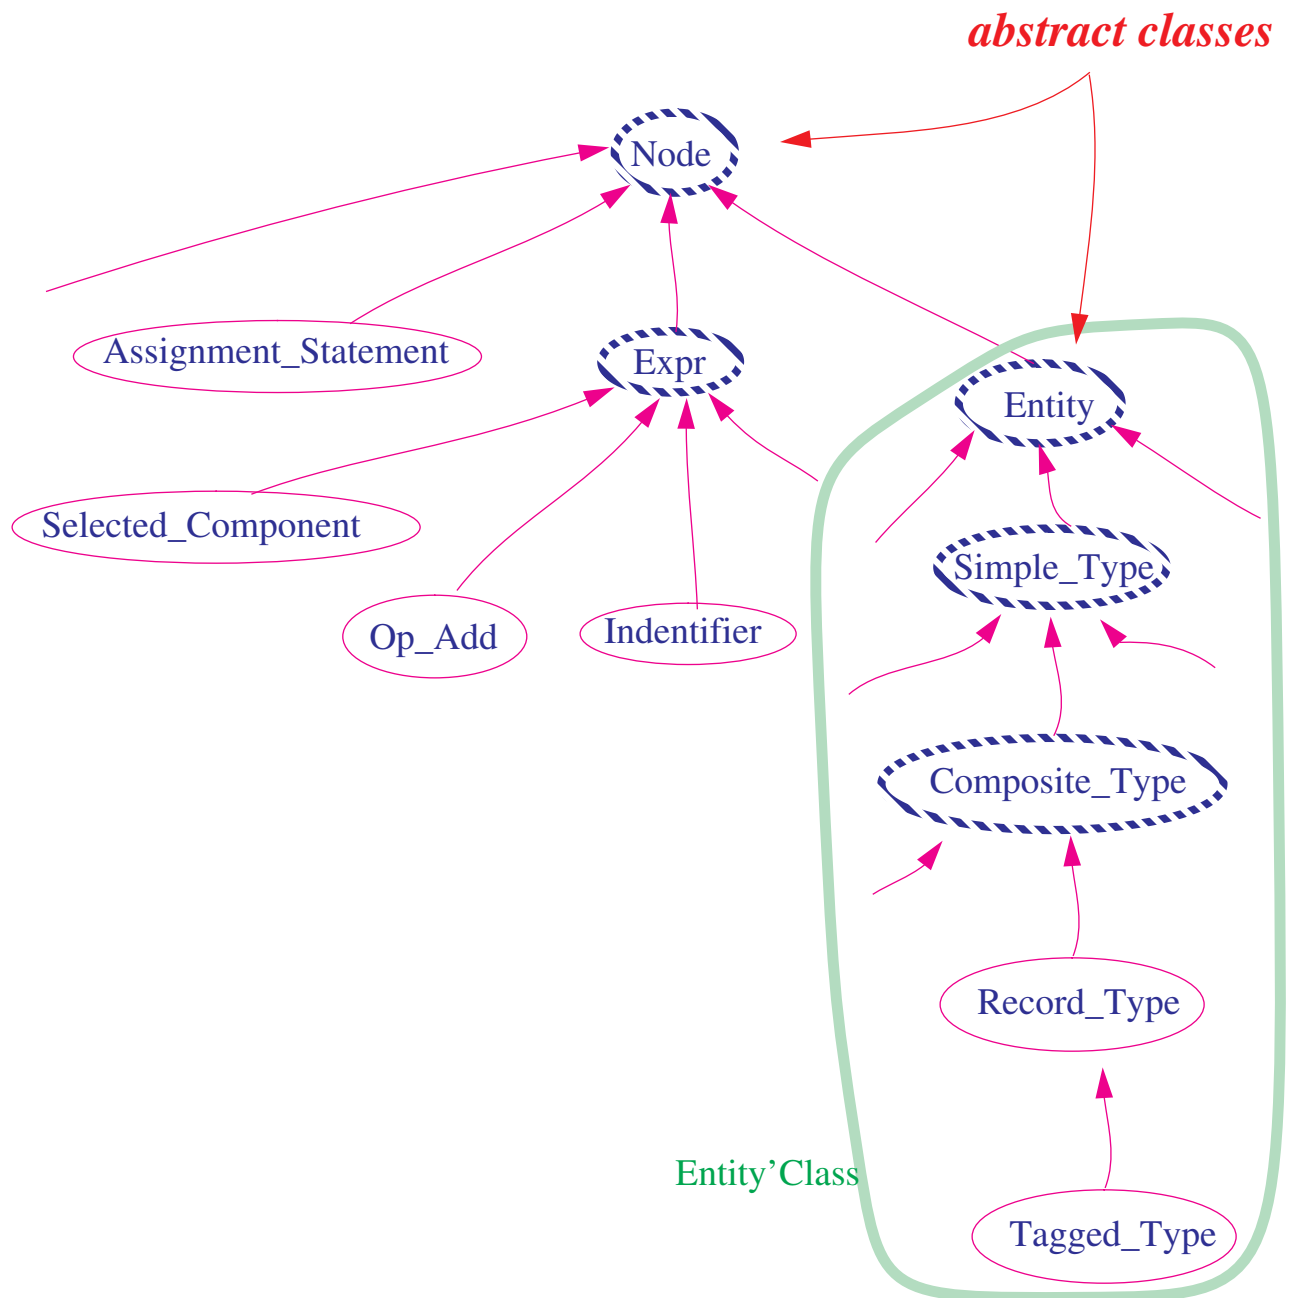 abstract classes
Node
Assignment_Statement
Expr
Entity
Selected_Component
Simple_Type
Op_Add
Indentifier
Composite_Type
Record_Type
Entity’Class
Tagged_Type